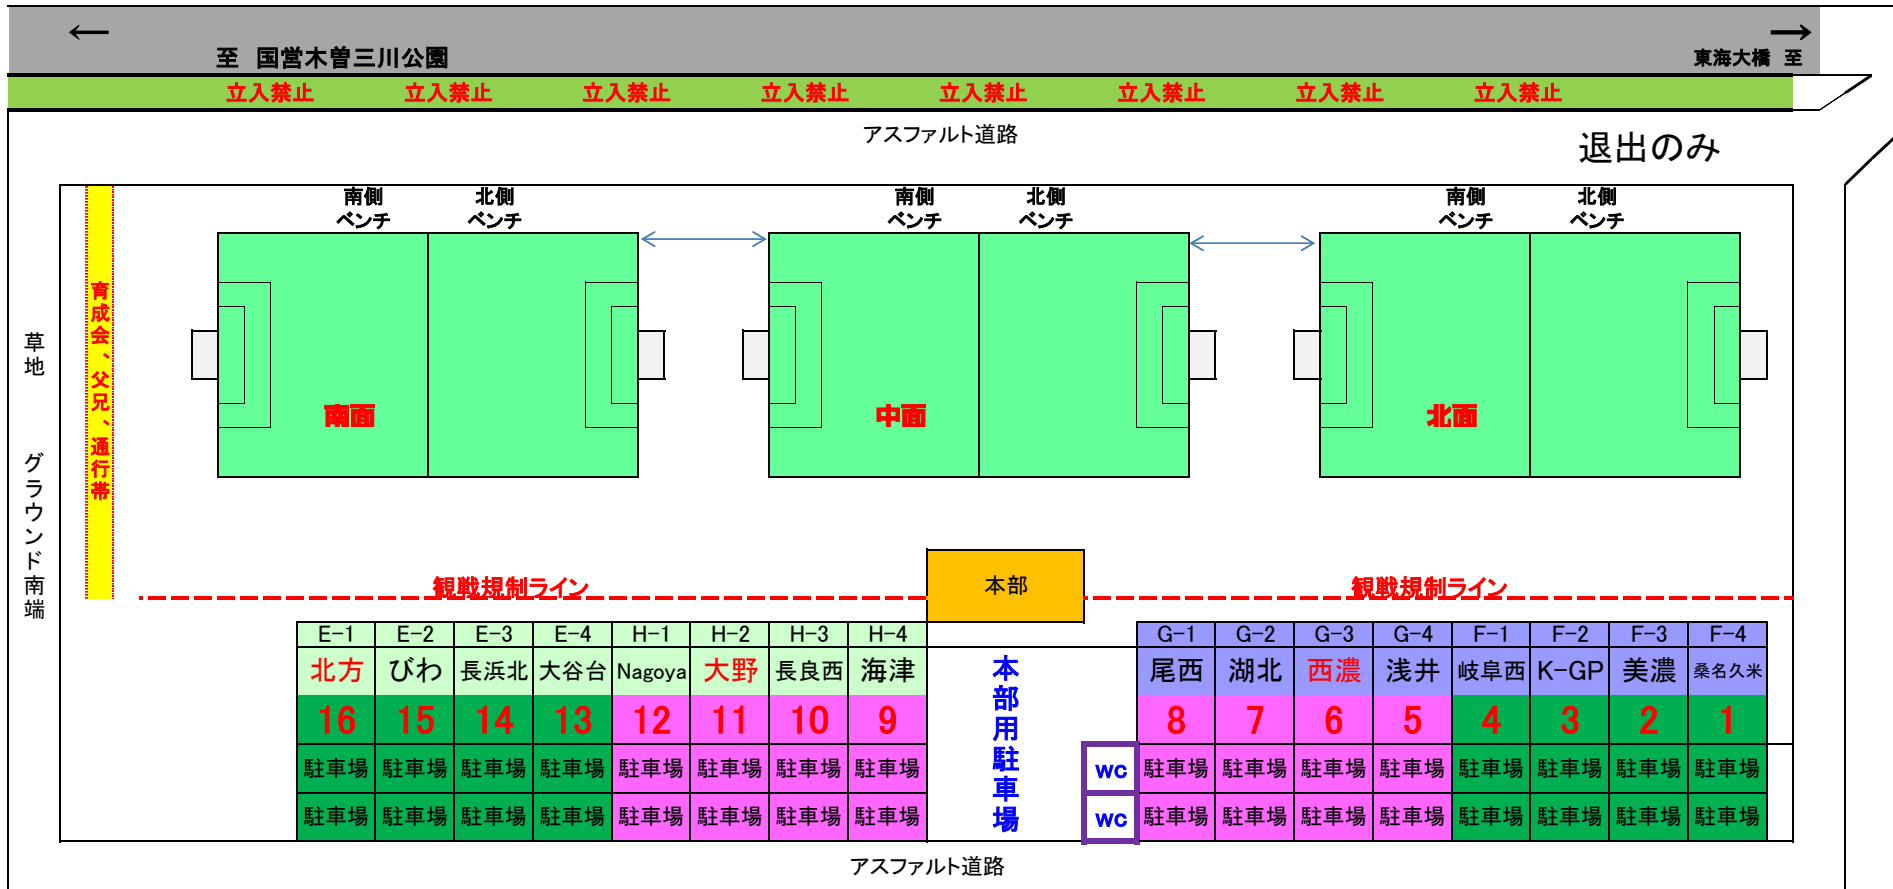 ← →
至 国営木曽三川公園
東海大橋 至
立入禁止 立入禁止 立入禁止 立入禁止 立入禁止 立入禁止 立入禁止 立入禁止
アスファルト道路
退出のみ
南側 北側 南側 北側 南側 北側
ベンチ ベンチ ベンチ ベンチ ベンチ ベンチ
草地 グラウンド南端
育成会、父兄、通行帯
南面 中面 北面
本部
観戦規制ライン 観戦規制ライン
E-1 E-2 E-3 E-4 H-1 H-2 H-3 H-4 G-1 G-2 G-3 G-4 F-1 F-2 F-3 F-4
北方 びわ 長浜北 大谷台 Nagoya 大野 長良西 海津 尾西 湖北 西濃 浅井 岐阜西 K-GP 美濃 桑名久米
16 15 14 13 12 11 10 9 8 7 6 5 4 3 2 1
本部用駐車場
駐車場 駐車場 駐車場 駐車場 駐車場 駐車場 駐車場 駐車場 WC 駐車場 駐車場 駐車場 駐車場 駐車場 駐車場 駐車場 駐車場
駐車場 駐車場 駐車場 駐車場 駐車場 駐車場 駐車場 駐車場 WC 駐車場 駐車場 駐車場 駐車場 駐車場 駐車場 駐車場 駐車場
アスファルト道路